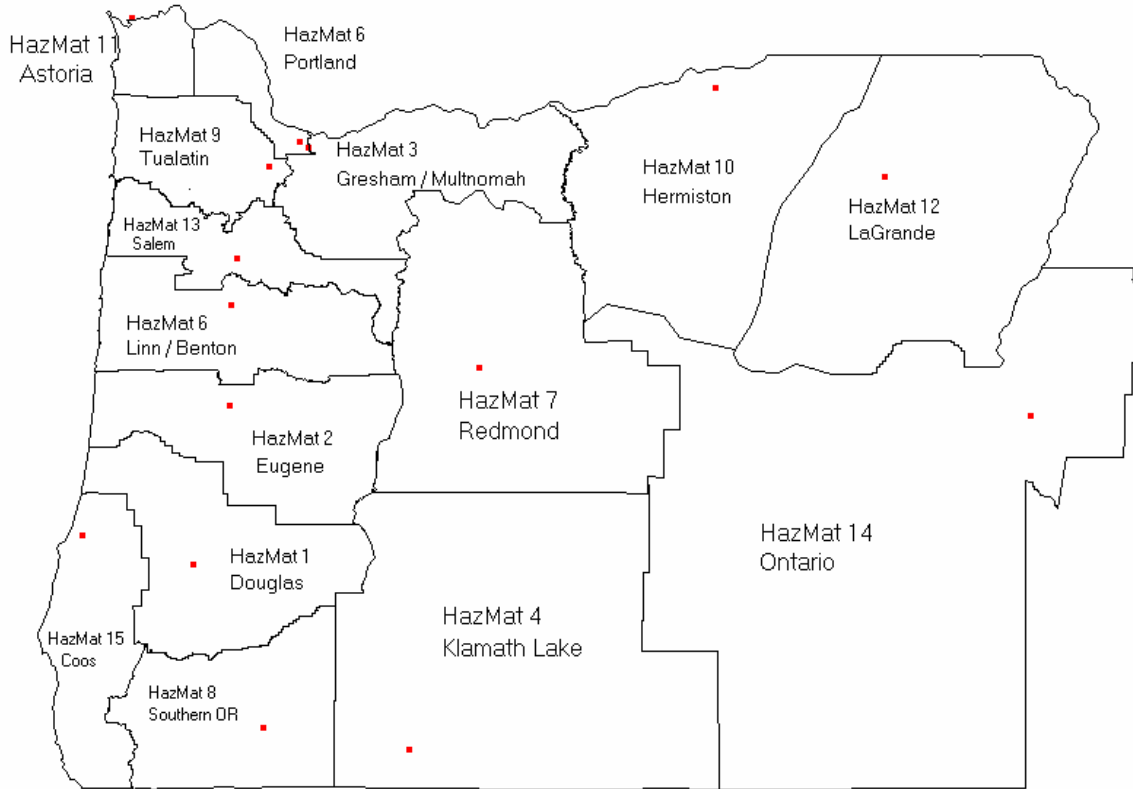 HazMat 11
Astoria
HazMat 6
Portland
HazMat 9
Tualatin
HazMat 3
Gresham / Multnomah
HazMat 10
Hermiston
HazMat 12
LaGrande
HazMat 13
Salem
HazMat 6
Linn / Benton
HazMat 7
Redmond
HazMat 2
Eugene
HazMat 14
Ontario
HazMat 1
Douglas
HazMat 4
Klamath Lake
HazMat 15
Coos
HazMat 8
Southern OR